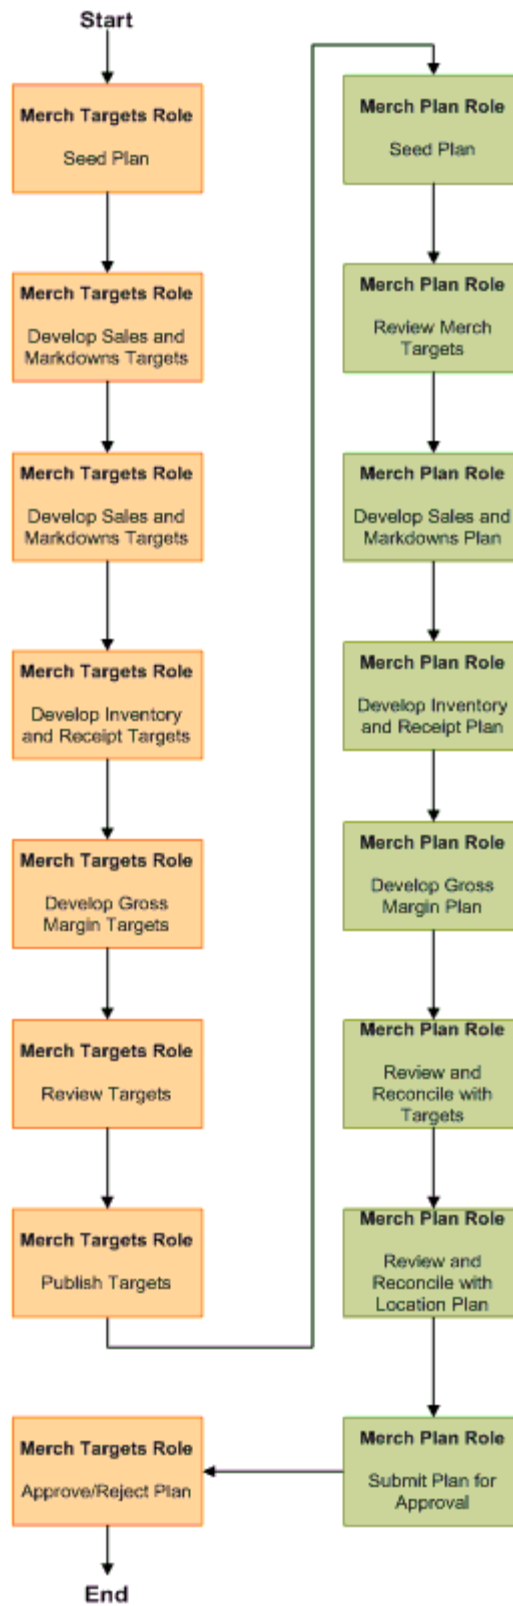 Start
Merch Targets Role
Seed Plan
Merch Targets Role
Develop Sales and
Markdowns Targets
Merch Targets Role
Develop Sales and
Markdowns Targets
Merch Targets Role
Develop Inventory
and Receipt Targets
Merch Targets Role
Develop Gross
Margin Targets
Merch Targets Role
Review Targets
Merch Targets Role
Publish Targets
Merch Plan Role
Seed Plan
Merch Plan Role
Review Merch
Targets
Merch Plan Role
Develop Sales and
Markdowns Plan
Merch Plan Role
Develop Inventory
and Receipt Plan
Merch Plan Role
Develop Gross
Margin Plan
Merch Plan Role
Review and
Reconcile with
Targets
Merch Plan Role
Review and
Reconcile with
Location Plan
Merch Plan Role
Submit Plan for
Approval
Merch Targets Role
Approve/Reject Plan
End